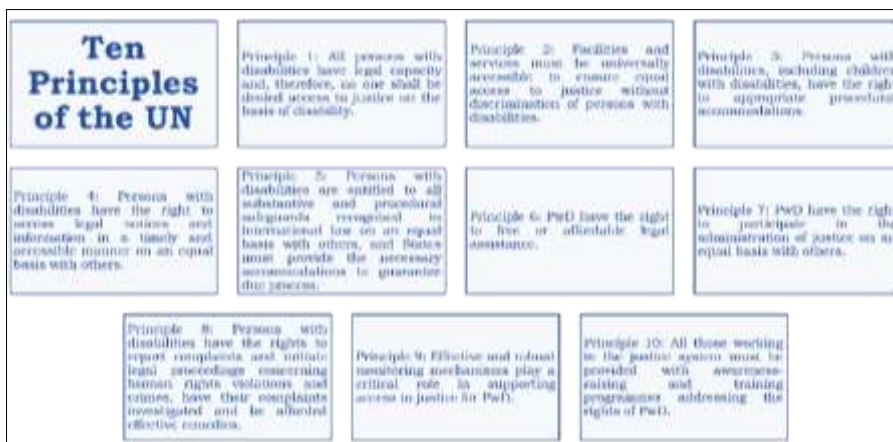 Ten
Principles
of the UN
Principle 1: All persons with
disabilities have legal capacity
and, therefore, no one shall be
denied access to justice on the
basis of disability.
Principle 2: Facilities and
services must be universally
accessible to ensure equal
access to justice without
discrimination of persons with
disabilities.
Principle 3: Persons with
disabilities, including children
with disabilities, have the right
to appropriate procedural
accommodations.
Principle 4: Persons with
disabilities have the right to
access legal notices and
information in a timely and
accessible manner on an equal
basis with others.
Principle 5: Persons with
disabilities are entitled to all
substantive and procedural
safeguards recognised in
international law on an equal
basis with others, and States
must provide the necessary
accommodations to guarantee
due process.
Principle 6: PwD have the right
to free or affordable legal
assistance.
Principle 7: PwD have the right
to participate in the
administration of justice on an
equal basis with others.
Principle 8: Persons with
disabilities have the rights to
report complaints and initiate
legal proceedings concerning
human rights violations and
crimes, have their complaints
investigated and be afforded
effective remedies.
Principle 9: Effective and robust
monitoring mechanisms play a
critical role in supporting
access to justice for PwD.
Principle 10: All those working
in the justice system must be
provided with awareness-
raising and training
programmes addressing the
rights of PwD.